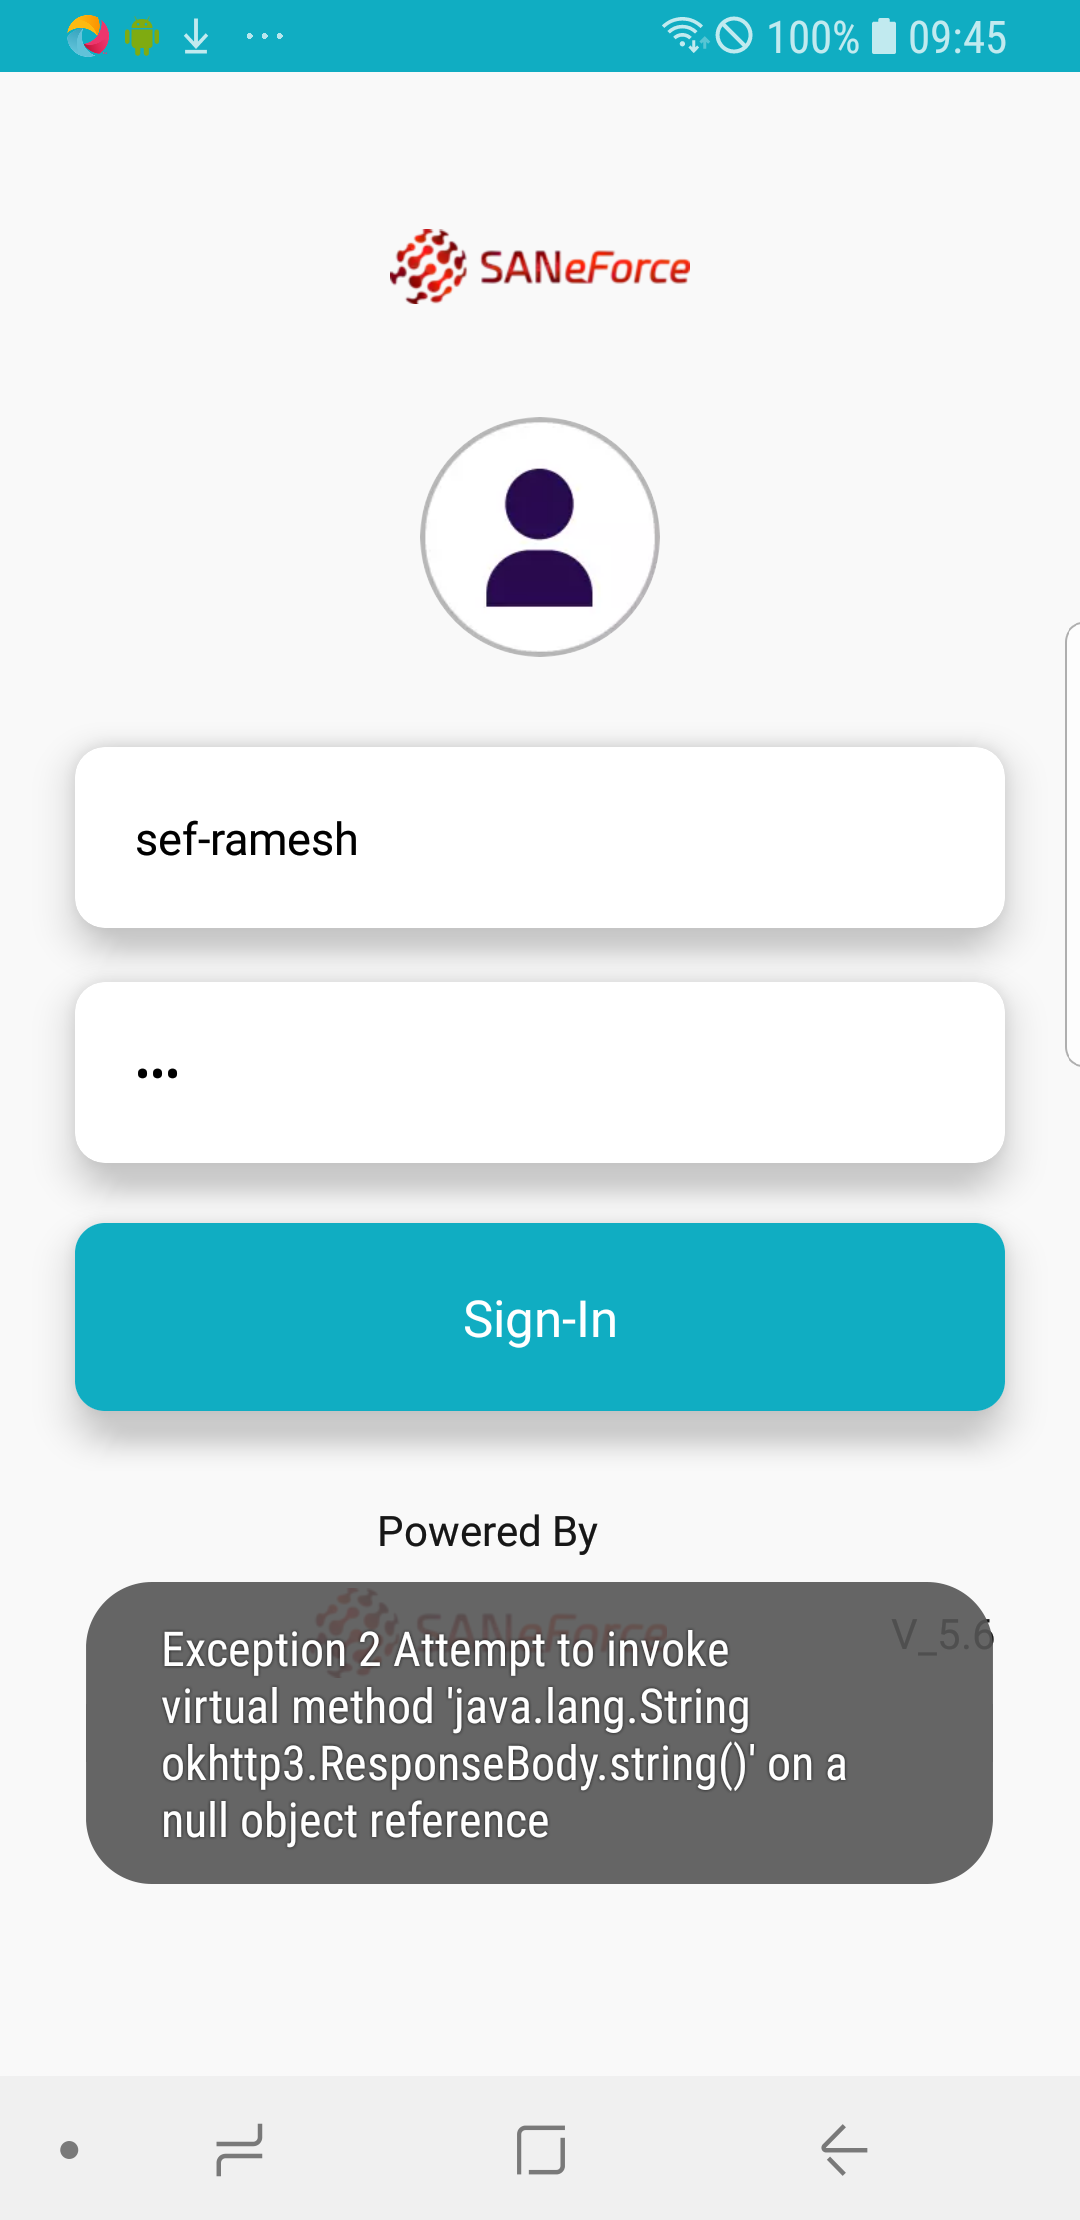 100% 09:45
SANeForce
sef-ramesh
•••
Sign-In
Powered By
SANeForce
V_5.6
Exception 2 Attempt to invoke
virtual method 'java.lang.String
okhttp3.ResponseBody.string()' on a
null object reference